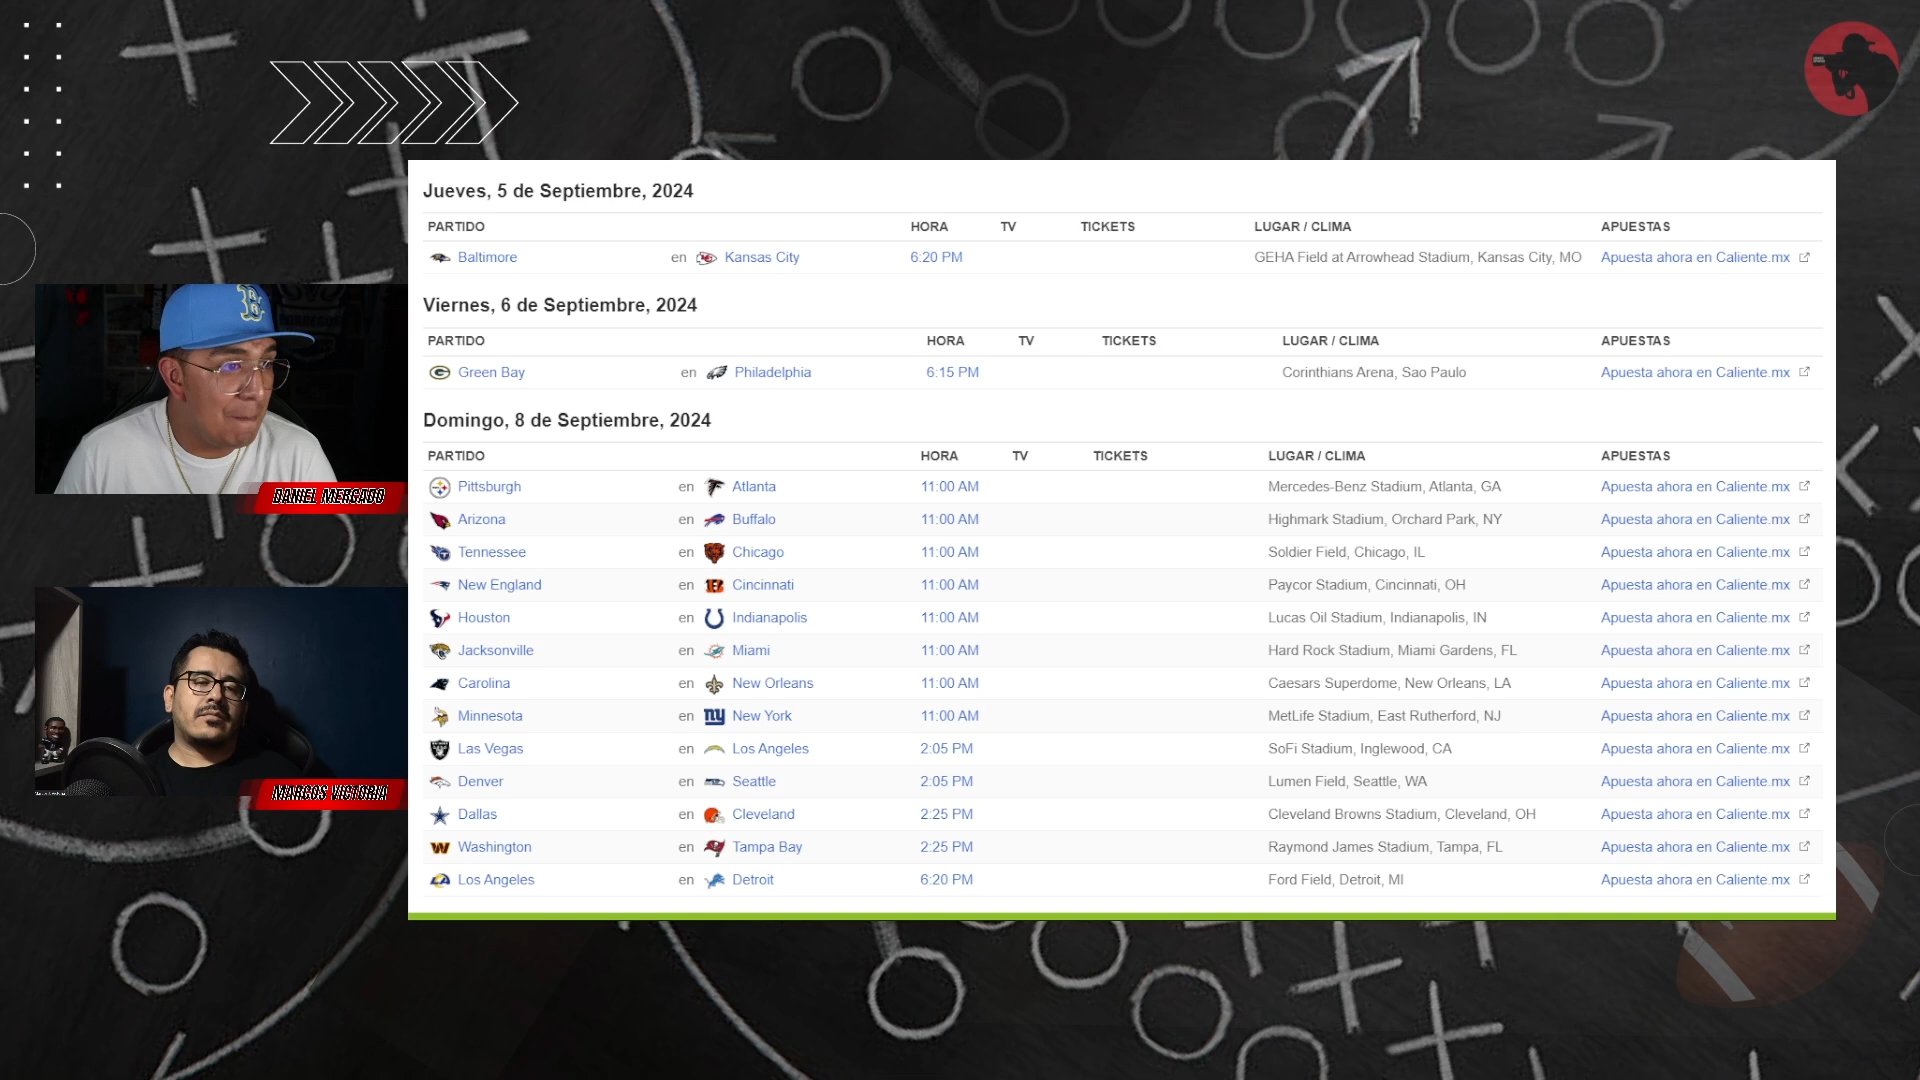 Jueves, 5 de Septiembre, 2024
PARTIDO HORA TV TICKETS LUGAR / CLIMA APUESTAS
Baltimore en Kansas City 6:20 PM GEHA Field at Arrowhead Stadium, Kansas City, MO Apuesta ahora en Caliente.mx
Viernes, 6 de Septiembre, 2024
PARTIDO HORA TV TICKETS LUGAR / CLIMA APUESTAS
Green Bay en Philadelphia 6:15 PM Corinthians Arena, Sao Paulo Apuesta ahora en Caliente.mx
Domingo, 8 de Septiembre, 2024
PARTIDO HORA TV TICKETS LUGAR / CLIMA APUESTAS
Pittsburgh en Atlanta 11:00 AM Mercedes-Benz Stadium, Atlanta, GA Apuesta ahora en Caliente.mx
Arizona en Buffalo 11:00 AM Highmark Stadium, Orchard Park, NY Apuesta ahora en Caliente.mx
Tennessee en Chicago 11:00 AM Soldier Field, Chicago, IL Apuesta ahora en Caliente.mx
New England en Cincinnati 11:00 AM Paycor Stadium, Cincinnati, OH Apuesta ahora en Caliente.mx
Houston en Indianapolis 11:00 AM Lucas Oil Stadium, Indianapolis, IN Apuesta ahora en Caliente.mx
Jacksonville en Miami 11:00 AM Hard Rock Stadium, Miami Gardens, FL Apuesta ahora en Caliente.mx
Carolina en New Orleans 11:00 AM Caesars Superdome, New Orleans, LA Apuesta ahora en Caliente.mx
Minnesota en New York 11:00 AM MetLife Stadium, East Rutherford, NJ Apuesta ahora en Caliente.mx
Las Vegas en Los Angeles 2:05 PM SoFi Stadium, Inglewood, CA Apuesta ahora en Caliente.mx
Denver en Seattle 2:05 PM Lumen Field, Seattle, WA Apuesta ahora en Caliente.mx
Dallas en Cleveland 2:25 PM Cleveland Browns Stadium, Cleveland, OH Apuesta ahora en Caliente.mx
Washington en Tampa Bay 2:25 PM Raymond James Stadium, Tampa, FL Apuesta ahora en Caliente.mx
Los Angeles en Detroit 6:20 PM Ford Field, Detroit, MI Apuesta ahora en Caliente.mx
DANIEL MERCADO
MARCOS VICTORIA